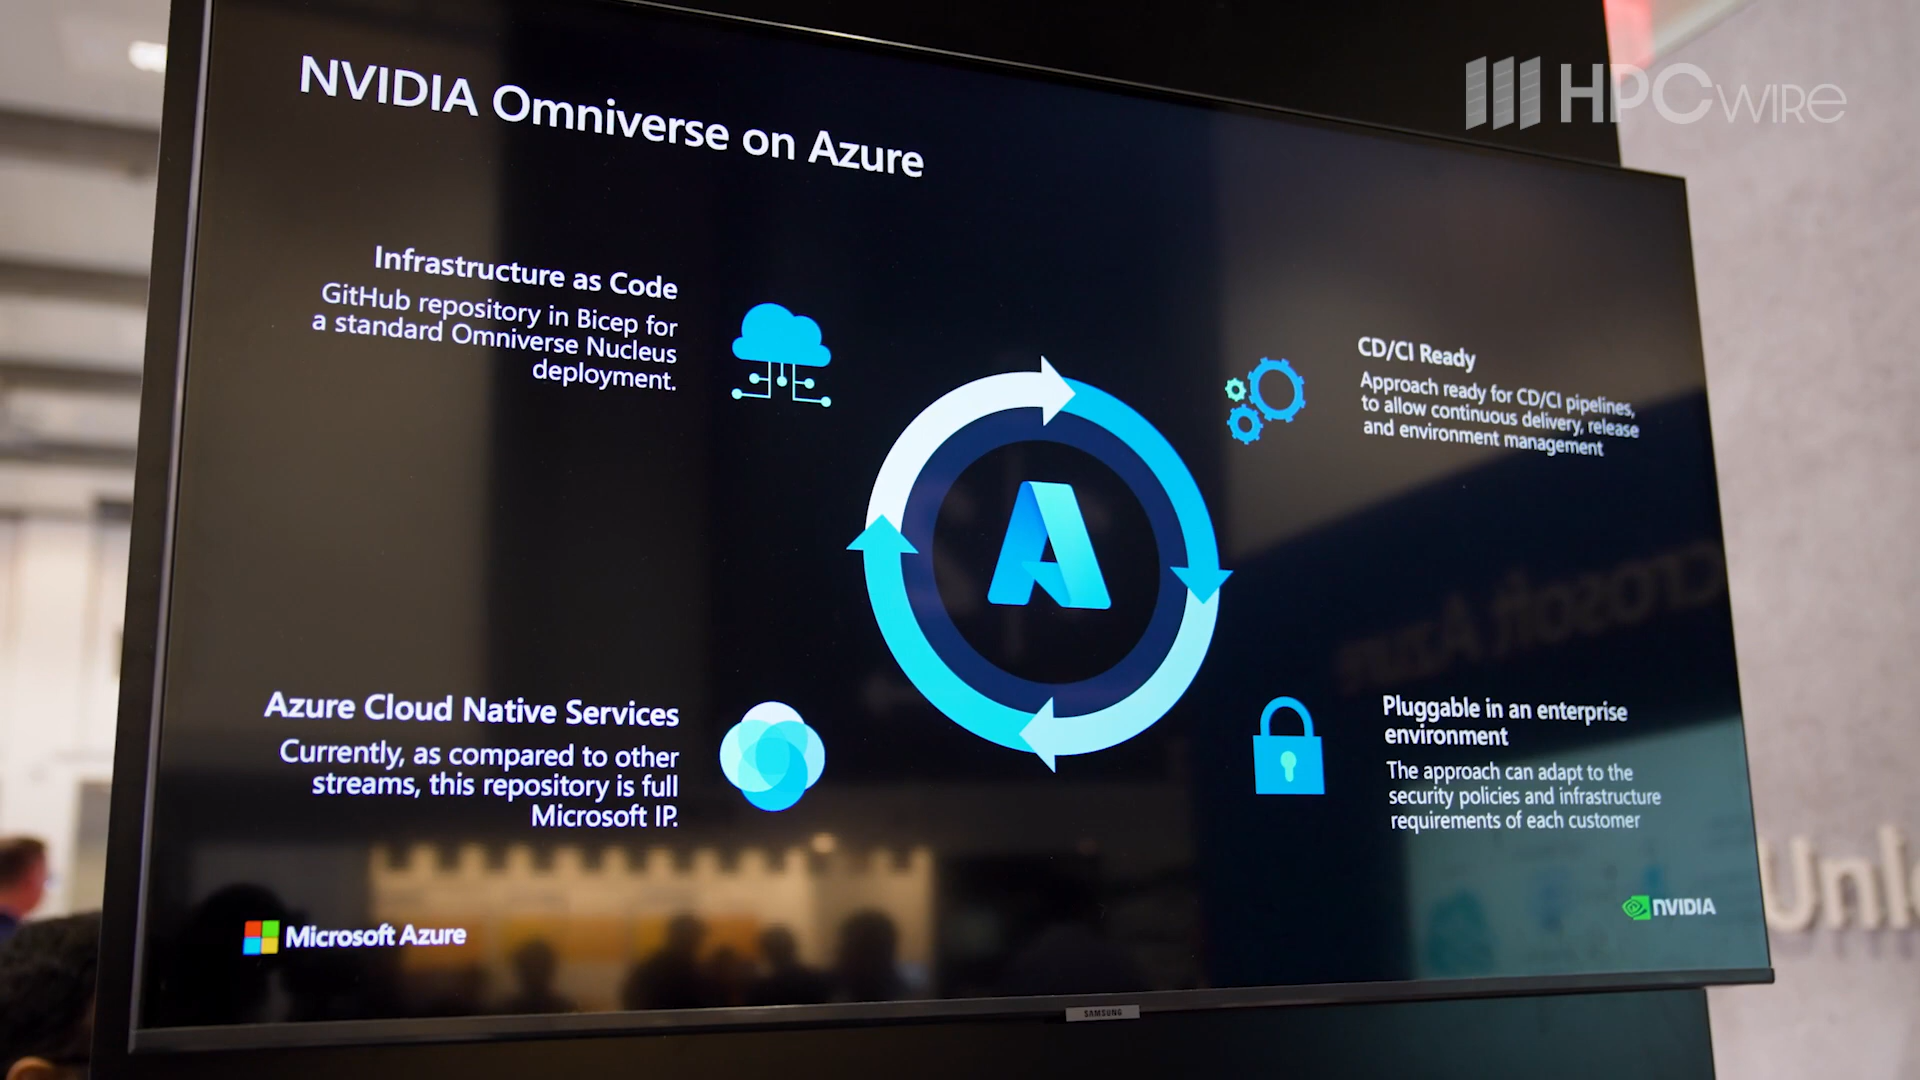 HPCwire
NVIDIA Omniverse on Azure
Infrastructure as Code
GitHub repository in Bicep for
a standard Omniverse Nucleus
deployment.
CD/CI Ready
Approach ready for CD/CI pipelines,
to allow continuous delivery, release
and environment management
Azure Cloud Native Services
Currently, as compared to other
streams, this repository is full
Microsoft IP.
Pluggable in an enterprise
environment
The approach can adapt to the
security policies and infrastructure
requirements of each customer
Microsoft Azure
NVIDIA
SAMSUNG